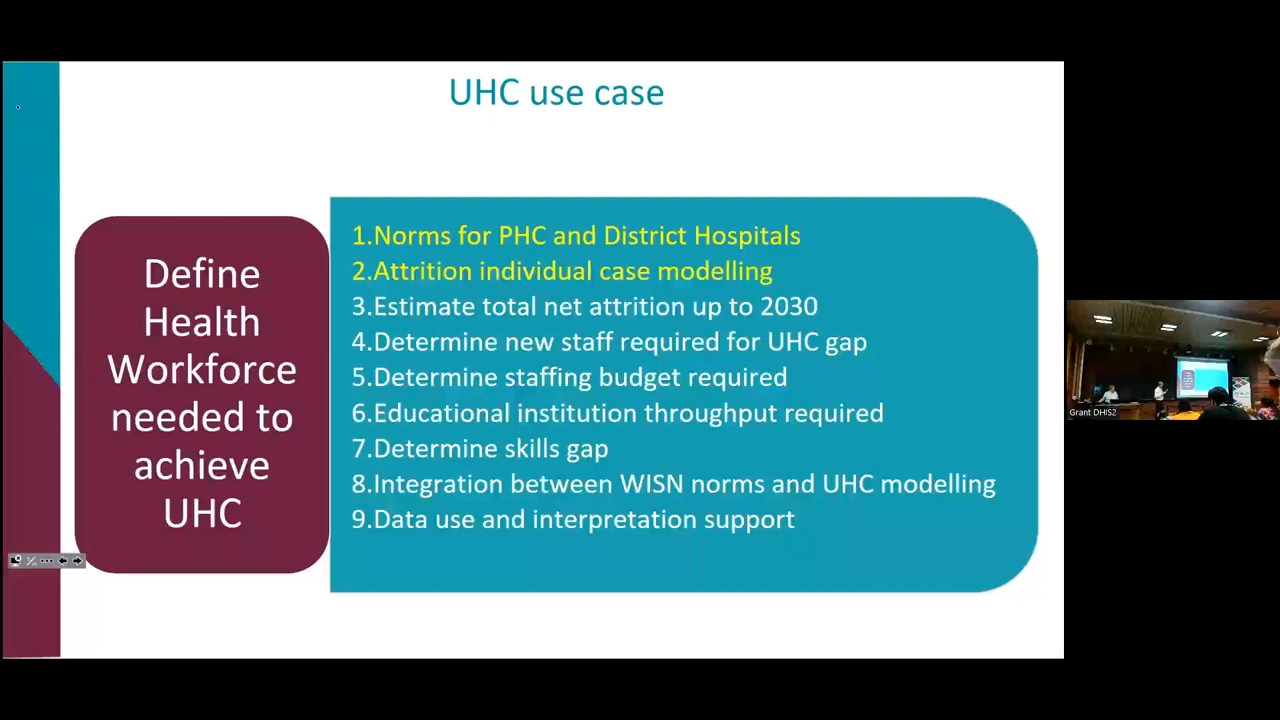 UHC use case
Define
Health
Workforce
needed to
achieve
UHC
1.Norms for PHC and District Hospitals
2.Attrition individual case modelling
3.Estimate total net attrition up to 2030
4.Determine new staff required for UHC gap
5.Determine staffing budget required
6.Educational institution throughput required
7.Determine skills gap
8.Integration between WISN norms and UHC modelling
9.Data use and interpretation support
Grant DHIS2